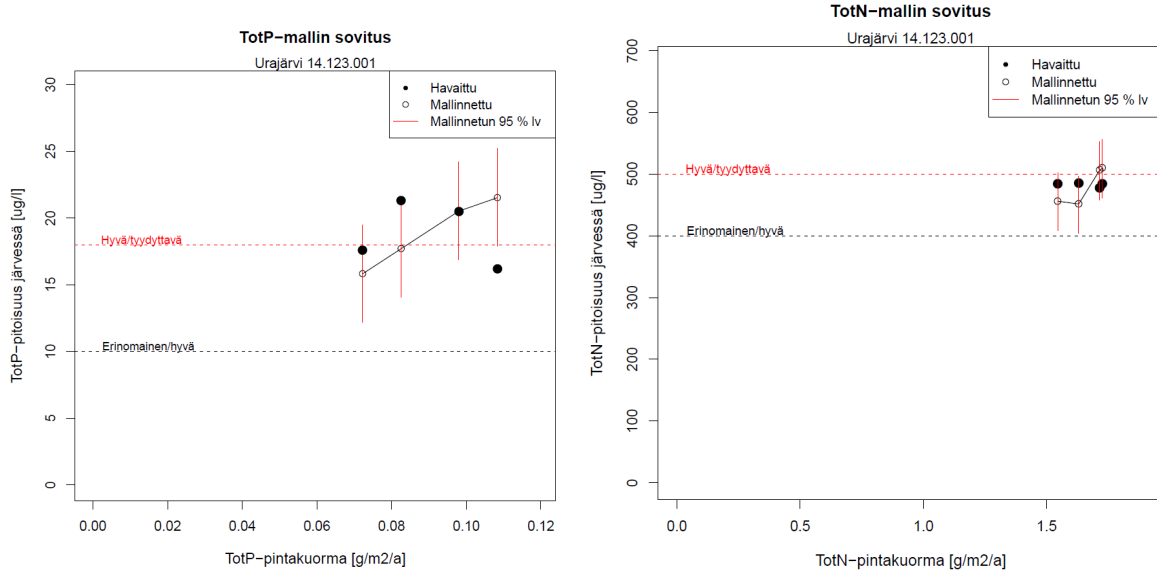 TotP−mallin sovitus
Urajärvi 14.123.001
Havaittu
Mallinnettu
Mallinnetun 95 % lv
Hyvä/tyydyttävä
Erinomainen/hyvä
TotP−pitoisuus järvessä [ug/l]
30
25
20
15
10
5
0
0.00 0.02 0.04 0.06 0.08 0.10 0.12
TotP−pintakuorma [g/m2/a]
TotN−mallin sovitus
Urajärvi 14.123.001
Havaittu
Mallinnettu
Mallinnetun 95 % lv
Hyvä/tyydyttävä
Erinomainen/hyvä
TotN−pitoisuus järvessä [ug/l]
700
600
500
400
300
200
100
0
0.0 0.5 1.0 1.5
TotN−pintakuorma [g/m2/a]